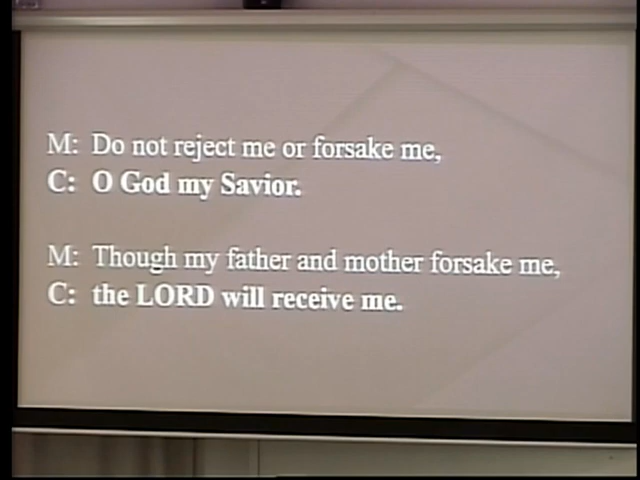 M: Do not reject me or forsake me,
C: O God my Savior.
M: Though my father and mother forsake me,
C: the LORD will receive me.